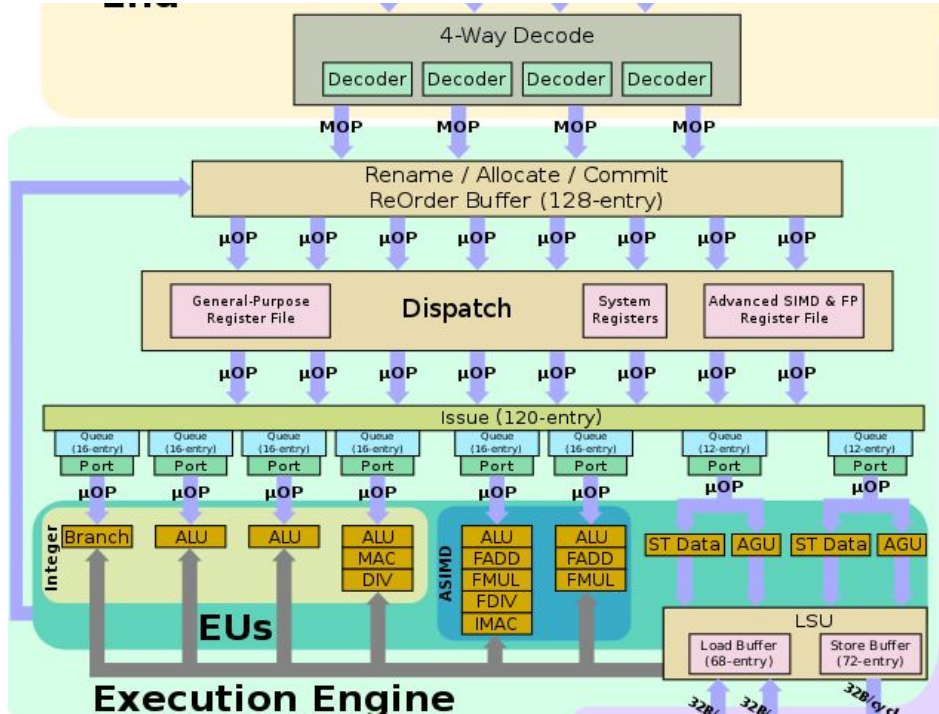 End
4-Way Decode
Decoder Decoder Decoder Decoder
MOP MOP MOP MOP
Rename / Allocate / Commit
ReOrder Buffer (128-entry)
µOP µOP µOP µOP µOP µOP µOP µOP
General-Purpose
Register File
Dispatch
System
Registers
Advanced SIMD & FP
Register File
µOP µOP µOP µOP µOP µOP µOP µOP
Issue (120-entry)
Queue Queue Queue Queue Queue Queue Queue Queue
(16-entry) (16-entry) (16-entry) (16-entry) (16-entry) (16-entry) (12-entry) (12-entry)
Port Port Port Port Port Port Port Port
µOP µOP µOP µOP µOP µOP µOP µOP
Integer
Branch
ALU
ALU
ALU
MAC
DIV
ASIMD
ALU
FADD
FMUL
FDIV
IMAC
ALU
FADD
FMUL
ST Data AGU ST Data AGU
EUs
LSU
Load Buffer
(68-entry)
Store Buffer
(72-entry)
Execution Engine
32B/ 32B/ 32B/cycl